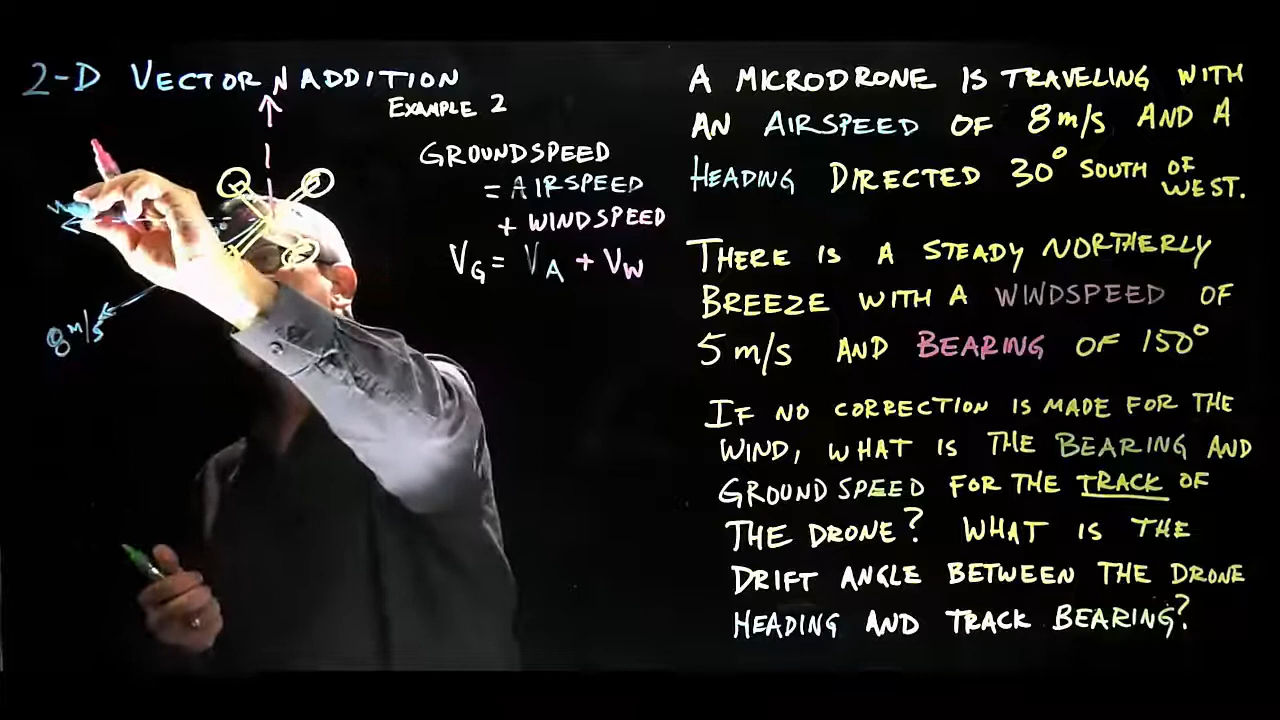 2-D VECTOR ADDITION
N
EXAMPLE 2
GROUNDSPEED
= AIRSPEED
+ WINDSPEED
VG = VA + VW
8 m/s
A MICRODRONE IS TRAVELING WITH
AN AIRSPEED OF 8 m/s AND A
HEADING DIRECTED 30° SOUTH OF
WEST.
THERE IS A STEADY NORTHERLY
BREEZE WITH A WINDSPEED OF
5 m/s AND BEARING OF 150°
IF NO CORRECTION IS MADE FOR THE
WIND, WHAT IS THE BEARING AND
GROUND SPEED FOR THE TRACK OF
THE DRONE? WHAT IS THE
DRIFT ANGLE BETWEEN THE DRONE
HEADING AND TRACK BEARING?